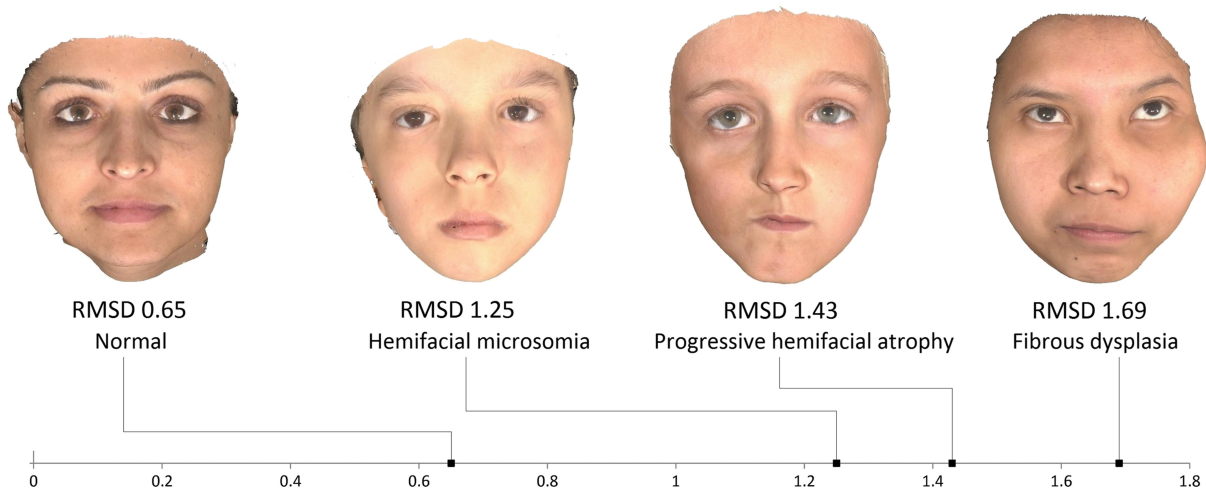 RMSD 0.65
Normal
RMSD 1.25
Hemifacial microsomia
RMSD 1.43
Progressive hemifacial atrophy
RMSD 1.69
Fibrous dysplasia
0 0.2 0.4 0.6 0.8 1 1.2 1.4 1.6 1.8